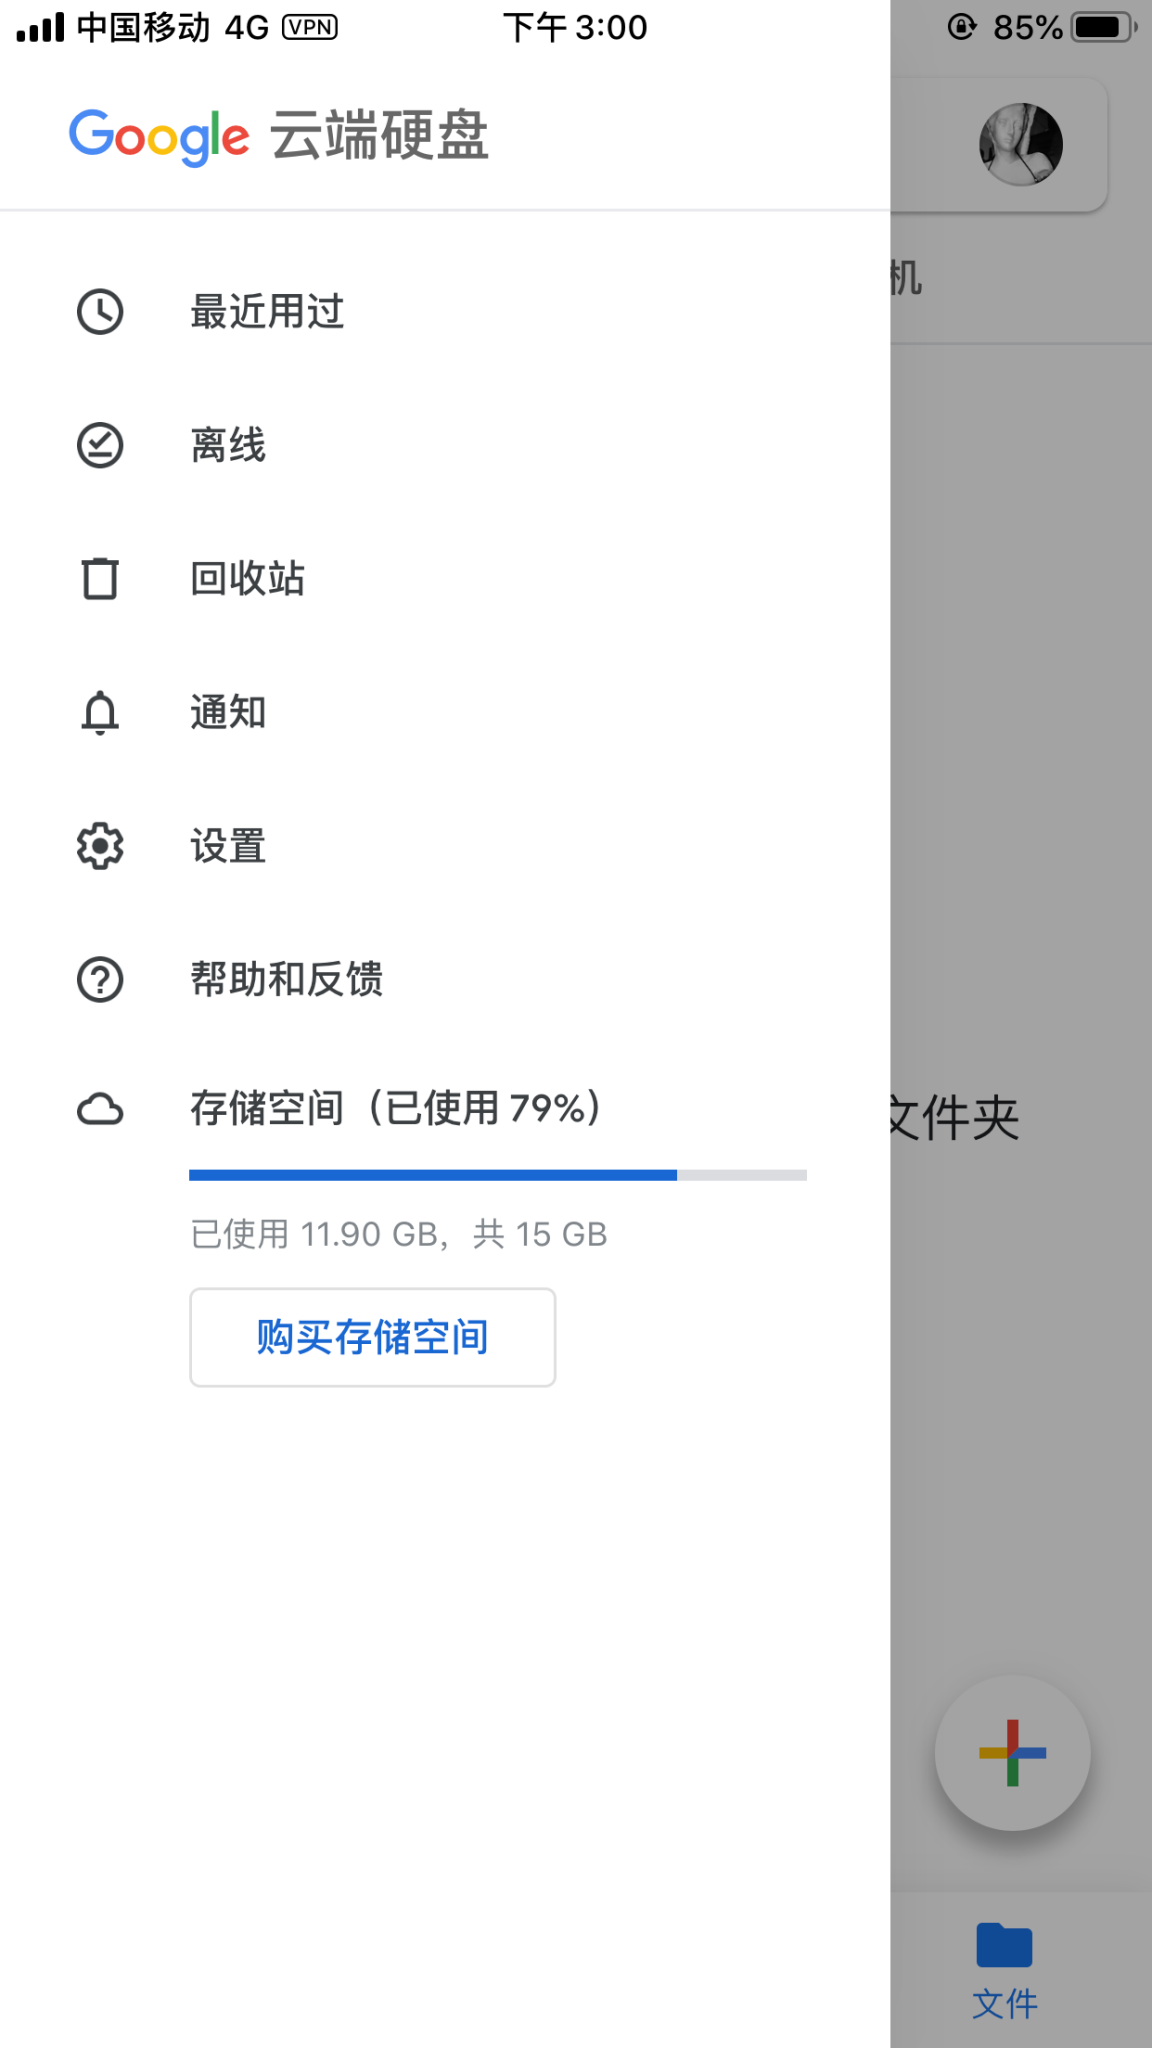 中国移动 4G VPN 下午3:00 85%
Google 云端硬盘
机
最近用过
离线
回收站
通知
设置
帮助和反馈
存储空间（已使用 79%）
文件夹
已使用 11.90 GB，共 15 GB
购买存储空间
文件